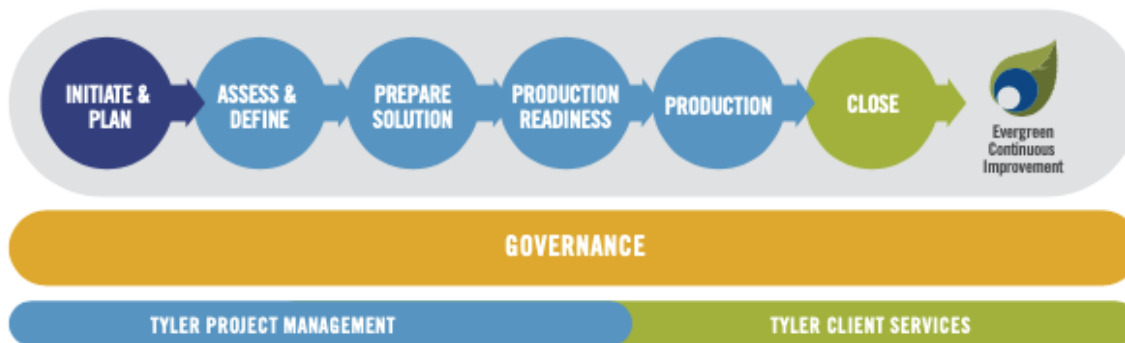 INITIATE &
PLAN
ASSESS &
DEFINE
PREPARE
SOLUTION
PRODUCTION
READINESS
PRODUCTION
CLOSE
Evergreen
Continuous
Improvement
GOVERNANCE
TYLER PROJECT MANAGEMENT
TYLER CLIENT SERVICES